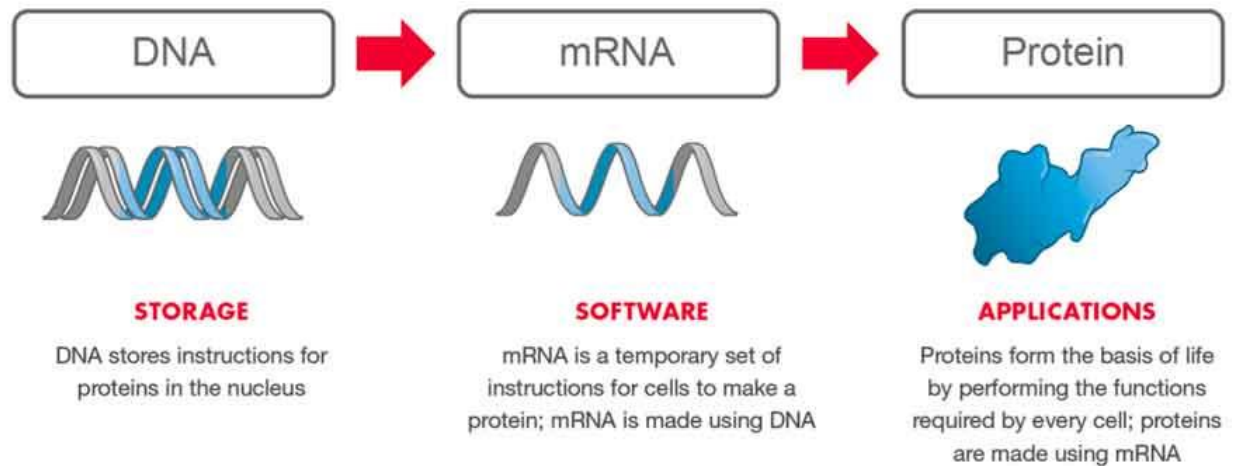 DNA
mRNA
Protein
STORAGE
DNA stores instructions for
proteins in the nucleus
SOFTWARE
mRNA is a temporary set of
instructions for cells to make a
protein; mRNA is made using DNA
APPLICATIONS
Proteins form the basis of life
by performing the functions
required by every cell; proteins
are made using mRNA